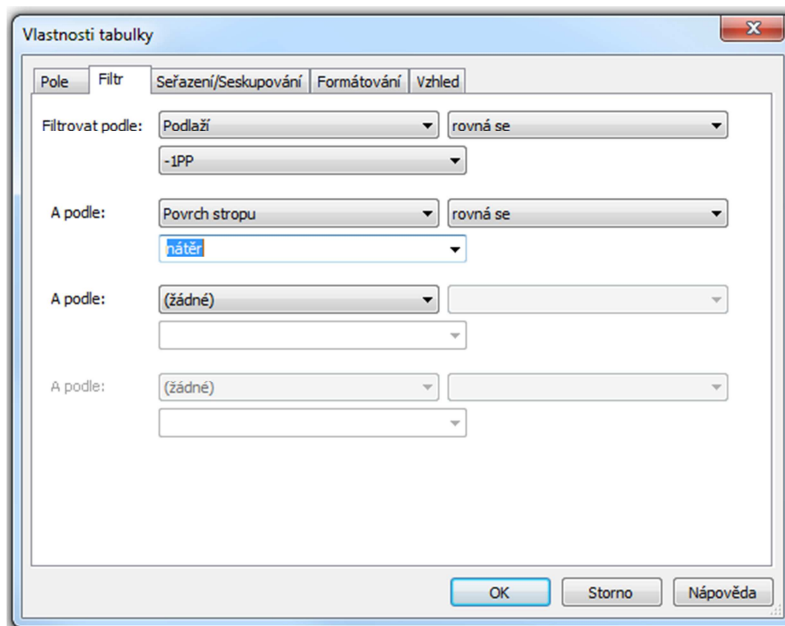 Vlastnosti tabulky
Pole Filtr Seřazení/Seskupování Formátování Vzhled
Filtrovat podle: Podlaží rovná se
-1PP
A podle: Povrch stropu rovná se
nátěr
A podle: (žádné)
A podle: (žádné)
OK Storno Nápověda